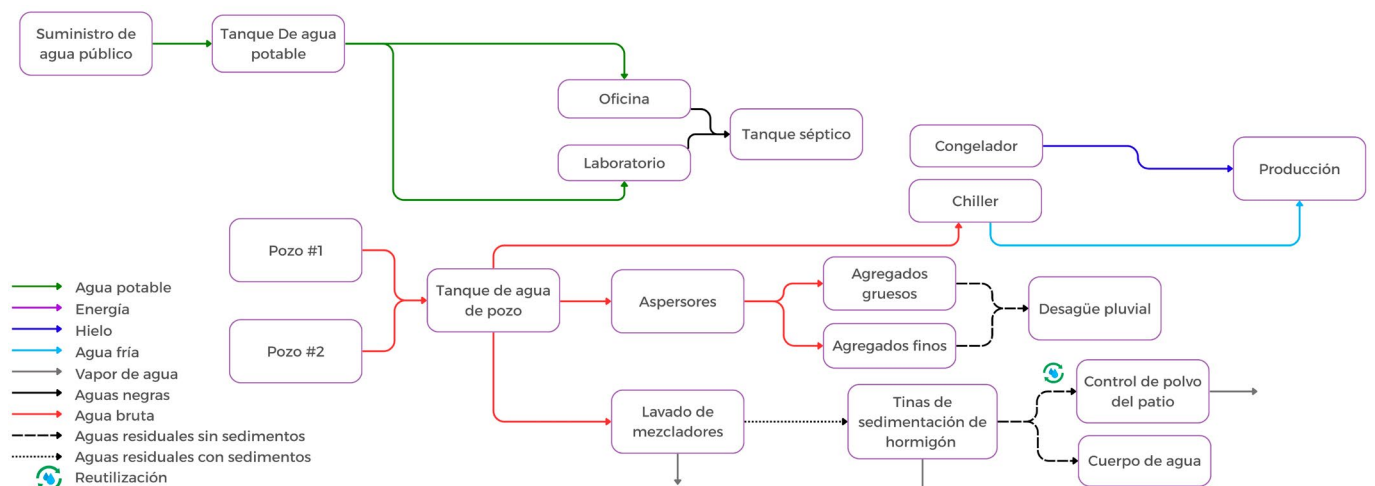 Suministro de
agua público
Tanque De agua
potable
Oficina
Laboratorio
Tanque séptico
Congelador
Chiller
Producción
Pozo #1
Pozo #2
Tanque de agua
de pozo
Aspersores
Agregados
gruesos
Agregados finos
Desagüe pluvial
Lavado de
mezcladores
Tinas de
sedimentación de
hormigón
Control de polvo
del patio
Cuerpo de agua
Agua potable
Energía
Hielo
Agua fría
Vapor de agua
Aguas negras
Agua bruta
Aguas residuales sin sedimentos
Aguas residuales con sedimentos
Reutilización